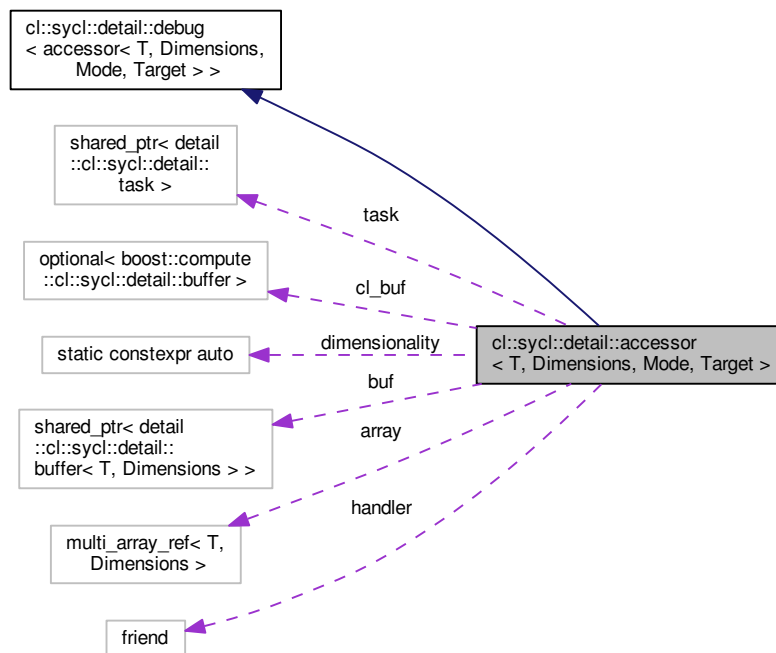 cl::sycl::detail::debug
< accessor< T, Dimensions,
Mode, Target > >
shared_ptr< detail
::cl::sycl::detail::
task >
task
optional< boost::compute
::cl::sycl::detail::buffer >
cl_buf
static constexpr auto
dimensionality
cl::sycl::detail::accessor
< T, Dimensions, Mode, Target >
buf
shared_ptr< detail
::cl::sycl::detail::
buffer< T, Dimensions > >
array
multi_array_ref< T,
Dimensions >
handler
friend